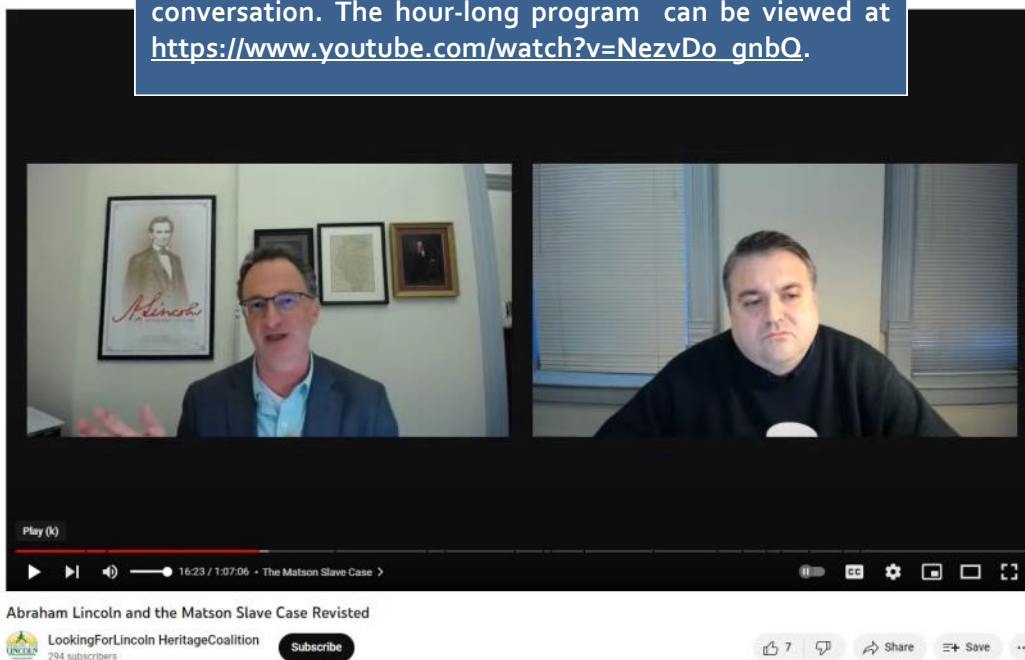 conversation. The hour-long program can be viewed at
https://www.youtube.com/watch?v=NezvDo_gnbQ.
A. Lincoln
Play (k)
16:23 / 1:07:06 • The Matson Slave Case >
CC
Abraham Lincoln and the Matson Slave Case Revisted
LookingForLincoln HeritageCoalition
294 subscribers
Subscribe
7
Share
Save
LINCOLN